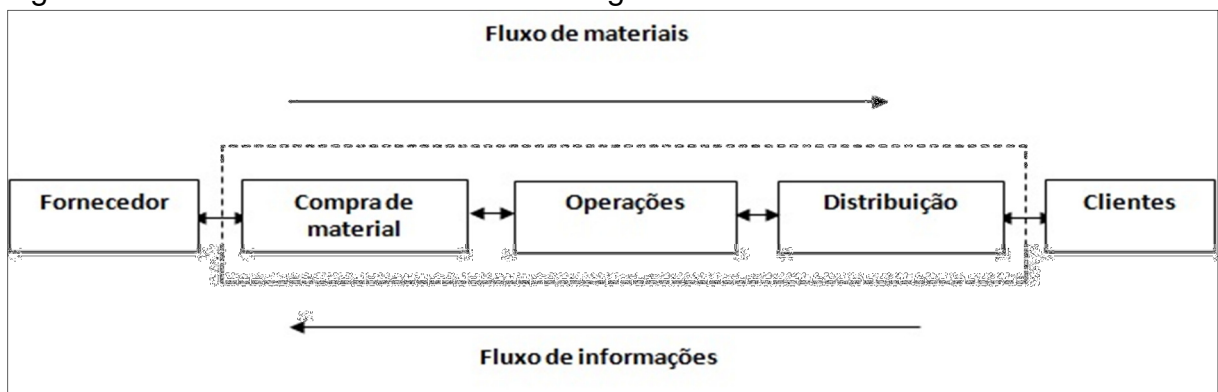 Fluxo de materiais
Fornecedor
Compra de
material
Operações
Distribuição
Clientes
Fluxo de informações